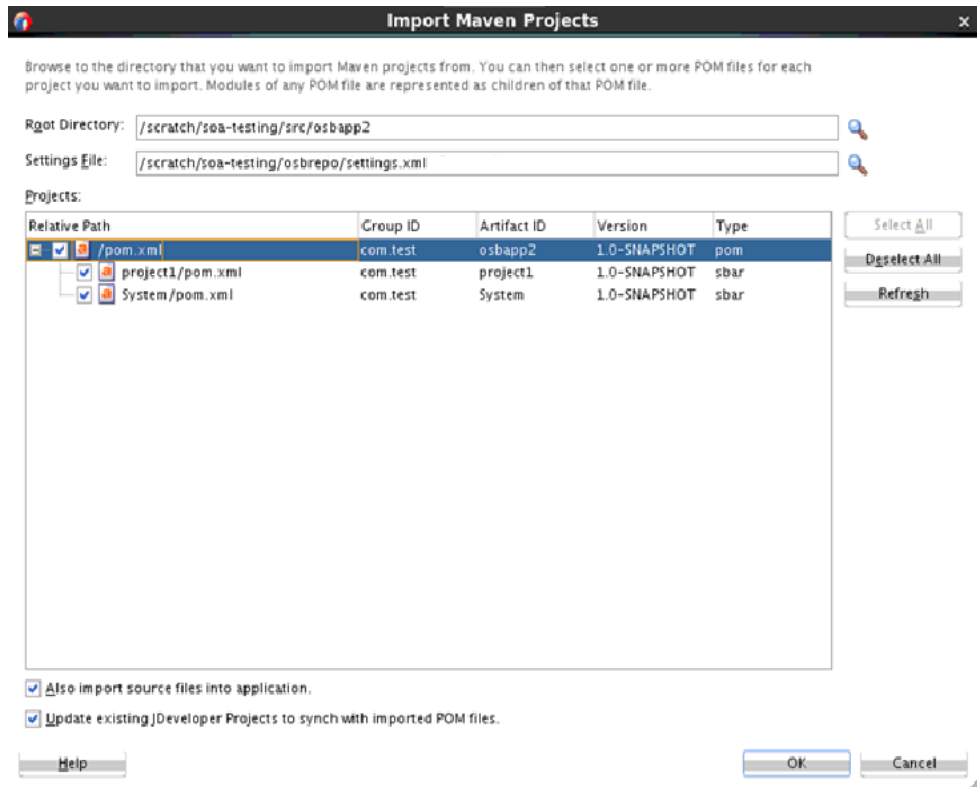 Import Maven Projects
Browse to the directory that you want to import Maven projects from. You can then select one or more POM files for each
project you want to import. Modules of any POM file are represented as children of that POM file.
Root Directory: /scratch/soa-testing/src/osbapp2
Settings File: /scratch/soa-testing/osbrepo/settings.xml
Projects:
Relative Path Group ID Artifact ID Version Type Select All
/pom.xml com.test osbapp2 1.0-SNAPSHOT pom Deselect All
project1/pom.xml com.test project1 1.0-SNAPSHOT sbar
System/pom.xml com.test System 1.0-SNAPSHOT sbar Refresh
Also import source files into application.
Update existing JDeveloper Projects to synch with imported POM files.
Help OK Cancel